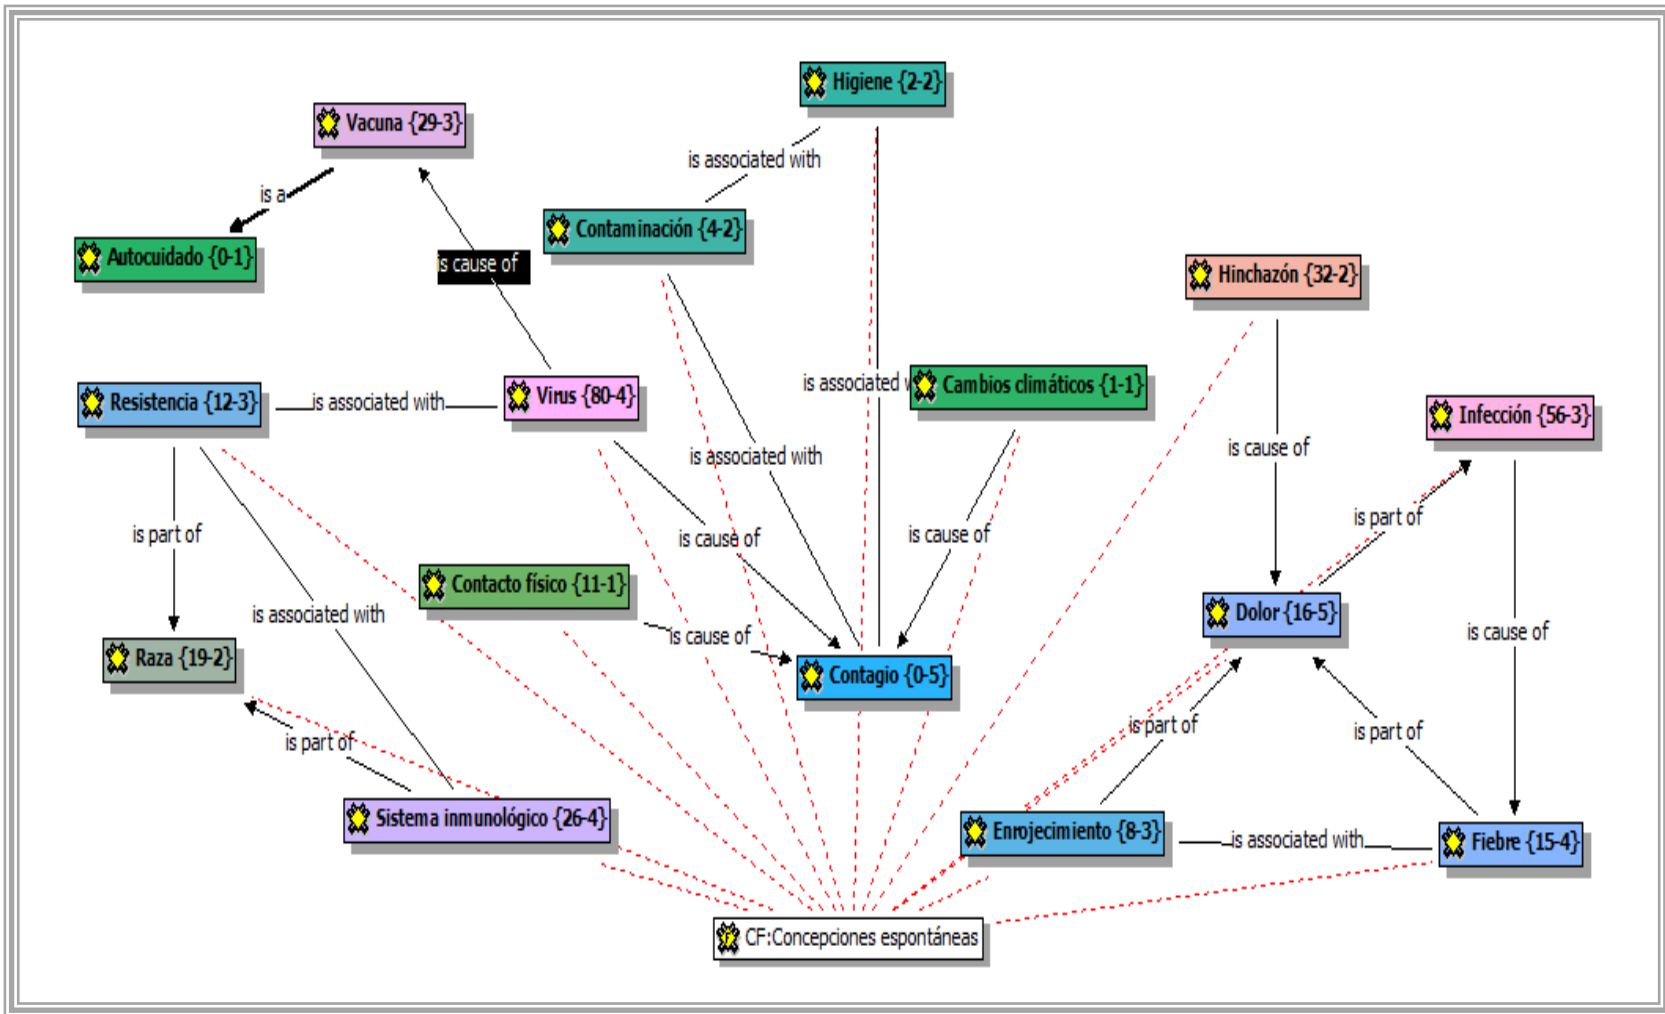 Higiene {2-2}
Vacuna {29-3}
is associated with
is a
Contaminación {4-2}
Autocuidado {0-1}
is cause of
Hinchazón {32-2}
is associated w
Cambios climáticos {1-1}
Resistencia {12-3}
is associated with
Virus {80-4}
Infección {56-3}
is cause of
is associated with
is part of
is part of
is cause of
is cause of
Contacto físico {11-1}
is associated with
Dolor {16-5}
is cause of
is cause of
Raza {19-2}
Contagio {0-5}
is part of
is part of
is part of
Sistema inmunológico {26-4}
Enrojecimiento {8-3}
is associated with
Fiebre {15-4}
CF:Concepciones espontáneas